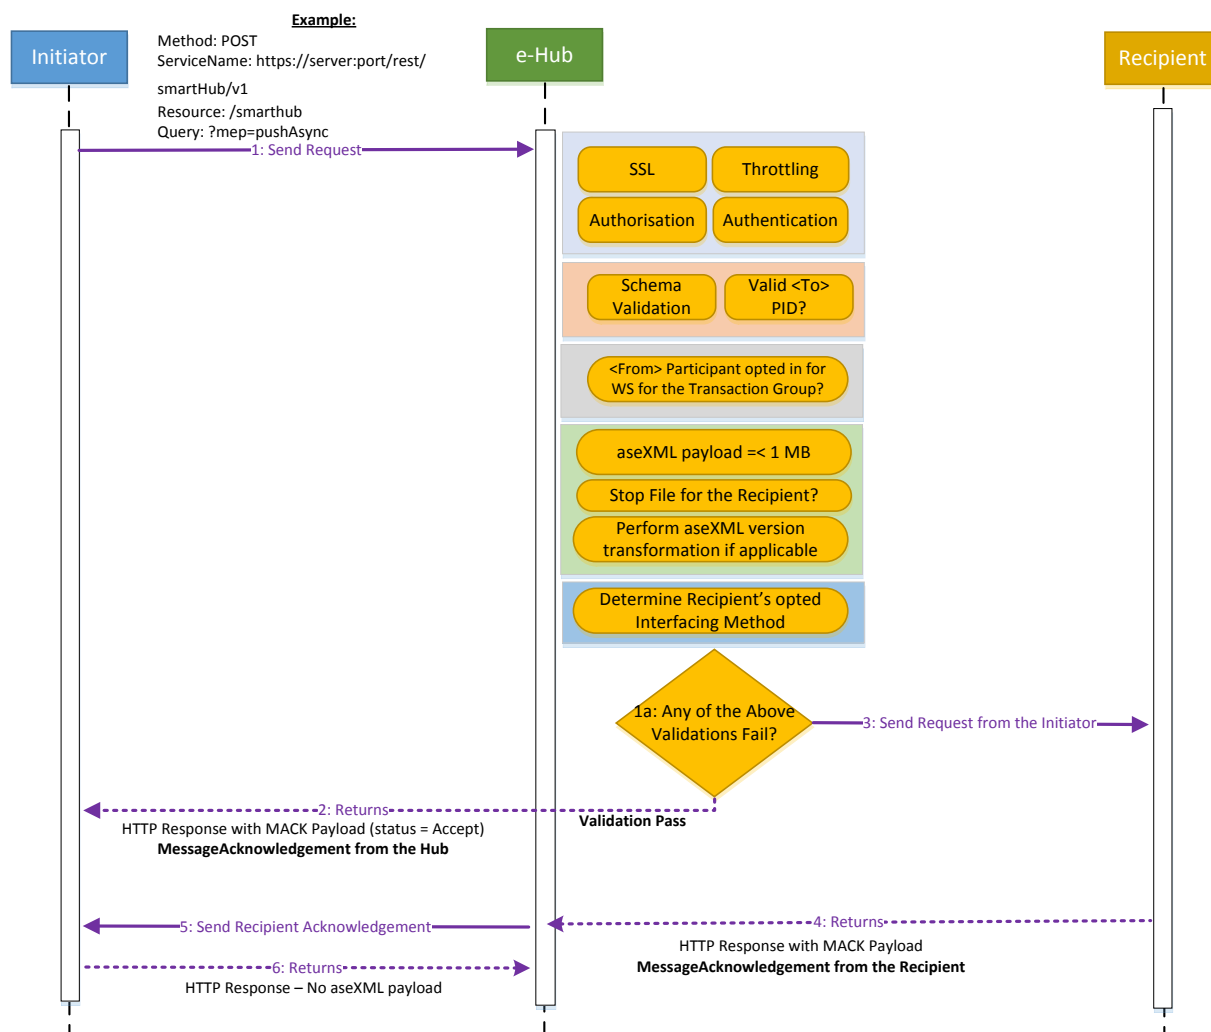 Example:
Initiator
Method: POST
ServiceName: https://server:port/rest/
smartHub/v1
Resource: /smarthub
Query: ?mep=pushAsync
e-Hub
Recipient
1: Send Request
SSL
Throttling
Authorisation
Authentication
Schema
Validation
Valid <To>
PID?
<From> Participant opted in for
WS for the Transaction Group?
aseXML payload =< 1 MB
Stop File for the Recipient?
Perform aseXML version
transformation if applicable
Determine Recipient's opted
Interfacing Method
1a: Any of the Above
Validations Fail?
3: Send Request from the Initiator
2: Returns
HTTP Response with MACK Payload (status = Accept)
MessageAcknowledgement from the Hub
Validation Pass
5: Send Recipient Acknowledgement
4: Returns
HTTP Response with MACK Payload
MessageAcknowledgement from the Recipient
6: Returns
HTTP Response – No aseXML payload